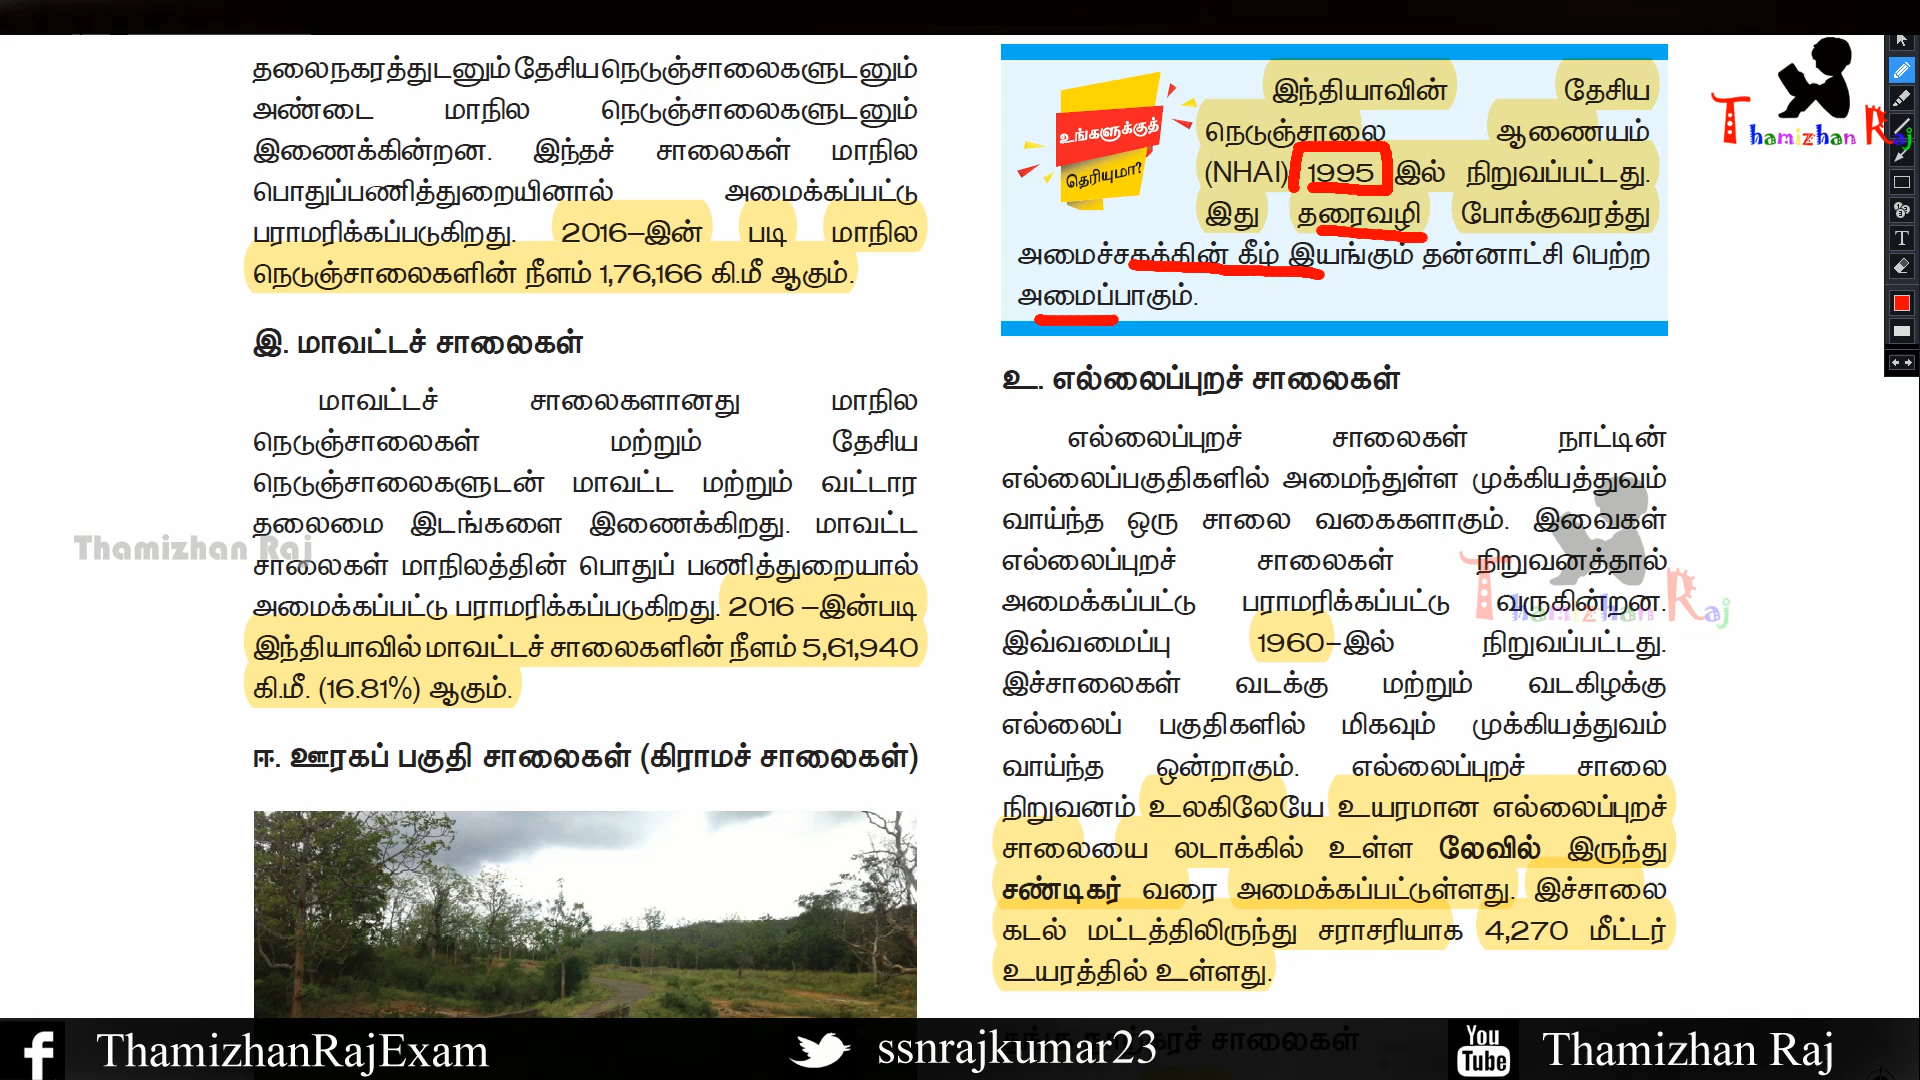 தலைநகரத்துடனும் தேசிய நெடுஞ்சாலைகளுடனும்
அண்டை மாநில நெடுஞ்சாலைகளுடனும்
இணைக்கின்றன. இந்தச் சாலைகள் மாநில
பொதுப்பணித்துறையினால் அமைக்கப்பட்டு
பராமரிக்கப்படுகிறது. 2016–இன் படி மாநில
நெடுஞ்சாலைகளின் நீளம் 1,76,166 கி.மீ ஆகும்.
இ. மாவட்டச் சாலைகள்
மாவட்டச் சாலைகளானது மாநில
நெடுஞ்சாலைகள் மற்றும் தேசிய
நெடுஞ்சாலைகளுடன் மாவட்ட மற்றும் வட்டார
தலைமை இடங்களை இணைக்கிறது. மாவட்ட
சாலைகள் மாநிலத்தின் பொதுப் பணித்துறையால்
அமைக்கப்பட்டு பராமரிக்கப்படுகிறது. 2016 –இன்படி
இந்தியாவில் மாவட்டச் சாலைகளின் நீளம் 5,61,940
கி.மீ. (16.81%) ஆகும்.
ஈ. ஊரகப் பகுதி சாலைகள் (கிராமச் சாலைகள்)
உங்களுக்குத்
தெரியுமா?
இந்தியாவின் தேசிய
நெடுஞ்சாலை ஆணையம்
(NHAI) 1995 இல் நிறுவப்பட்டது.
இது தரைவழி போக்குவரத்து
அமைச்சகத்தின் கீழ் இயங்கும் தன்னாட்சி பெற்ற
அமைப்பாகும்.
உ. எல்லைப்புறச் சாலைகள்
எல்லைப்புறச் சாலைகள் நாட்டின்
எல்லைப்பகுதிகளில் அமைந்துள்ள முக்கியத்துவம்
வாய்ந்த ஒரு சாலை வகைகளாகும். இவைகள்
எல்லைப்புறச் சாலைகள் நிறுவனத்தால்
அமைக்கப்பட்டு பராமரிக்கப்பட்டு வருகின்றன.
இவ்வமைப்பு 1960–இல் நிறுவப்பட்டது.
இச்சாலைகள் வடக்கு மற்றும் வடகிழக்கு
எல்லைப் பகுதிகளில் மிகவும் முக்கியத்துவம்
வாய்ந்த ஒன்றாகும். எல்லைப்புறச் சாலை
நிறுவனம் உலகிலேயே உயரமான எல்லைப்புறச்
சாலையை லடாக்கில் உள்ள லேவில் இருந்து
சண்டிகர் வரை அமைக்கப்பட்டுள்ளது. இச்சாலை
கடல் மட்டத்திலிருந்து சராசரியாக 4,270 மீட்டர்
உயரத்தில் உள்ளது.
Thamizhan Raj
Thamizhan Raj
Thamizhan Raj
ThamizhanRajExam
ssnrajkumar23
You Tube
Thamizhan Raj